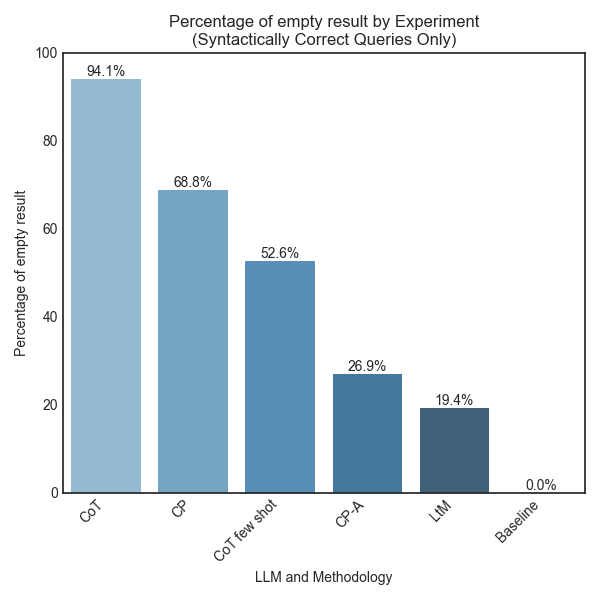 Percentage of empty result by Experiment
(Syntactically Correct Queries Only)
Percentage of empty result
100
80
60
40
20
0
94.1%
68.8%
52.6%
26.9%
19.4%
0.0%
CoT
CP
CoT few shot
CP-A
LtM
Baseline
LLM and Methodology